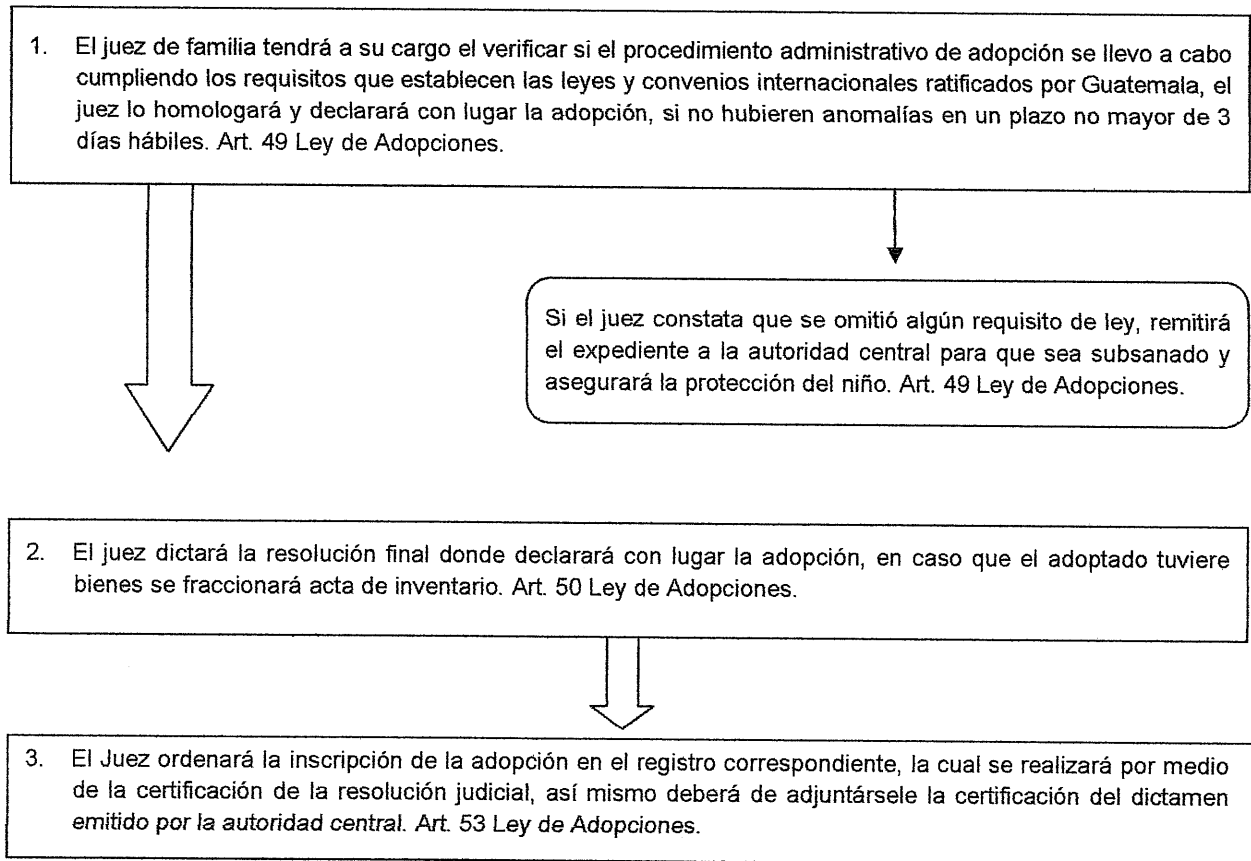 1. El juez de familia tendrá a su cargo el verificar si el procedimiento administrativo de adopción se llevo a cabo
cumpliendo los requisitos que establecen las leyes y convenios internacionales ratificados por Guatemala, el
juez lo homologará y declarará con lugar la adopción, si no hubieren anomalías en un plazo no mayor de 3
días hábiles. Art. 49 Ley de Adopciones.
Si el juez constata que se omitió algún requisito de ley, remitirá
el expediente a la autoridad central para que sea subsanado y
asegurará la protección del niño. Art. 49 Ley de Adopciones.
2. El juez dictará la resolución final donde declarará con lugar la adopción, en caso que el adoptado tuviere
bienes se fraccionará acta de inventario. Art. 50 Ley de Adopciones.
3. El Juez ordenará la inscripción de la adopción en el registro correspondiente, la cual se realizará por medio
de la certificación de la resolución judicial, así mismo deberá de adjuntársele la certificación del dictamen
emitido por la autoridad central. Art. 53 Ley de Adopciones.